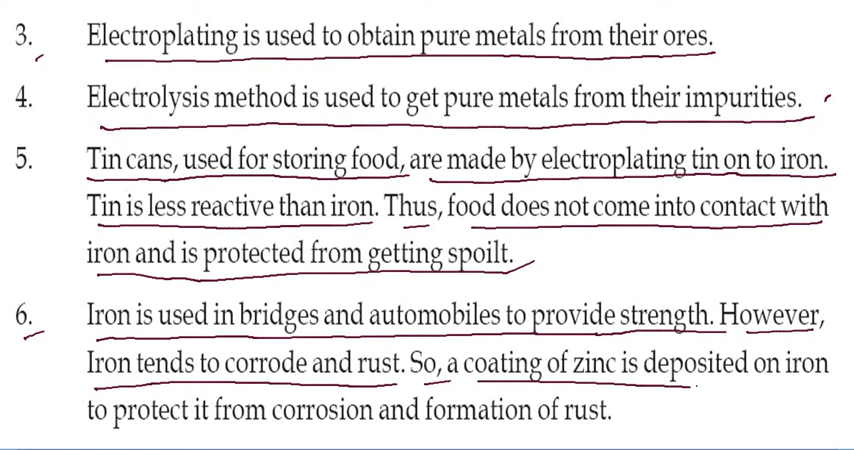 3. Electroplating is used to obtain pure metals from their ores.
4. Electrolysis method is used to get pure metals from their impurities.
5. Tin cans, used for storing food, are made by electroplating tin on to iron.
Tin is less reactive than iron. Thus, food does not come into contact with
iron and is protected from getting spoilt.
6. Iron is used in bridges and automobiles to provide strength. However,
Iron tends to corrode and rust. So, a coating of zinc is deposited on iron
to protect it from corrosion and formation of rust.